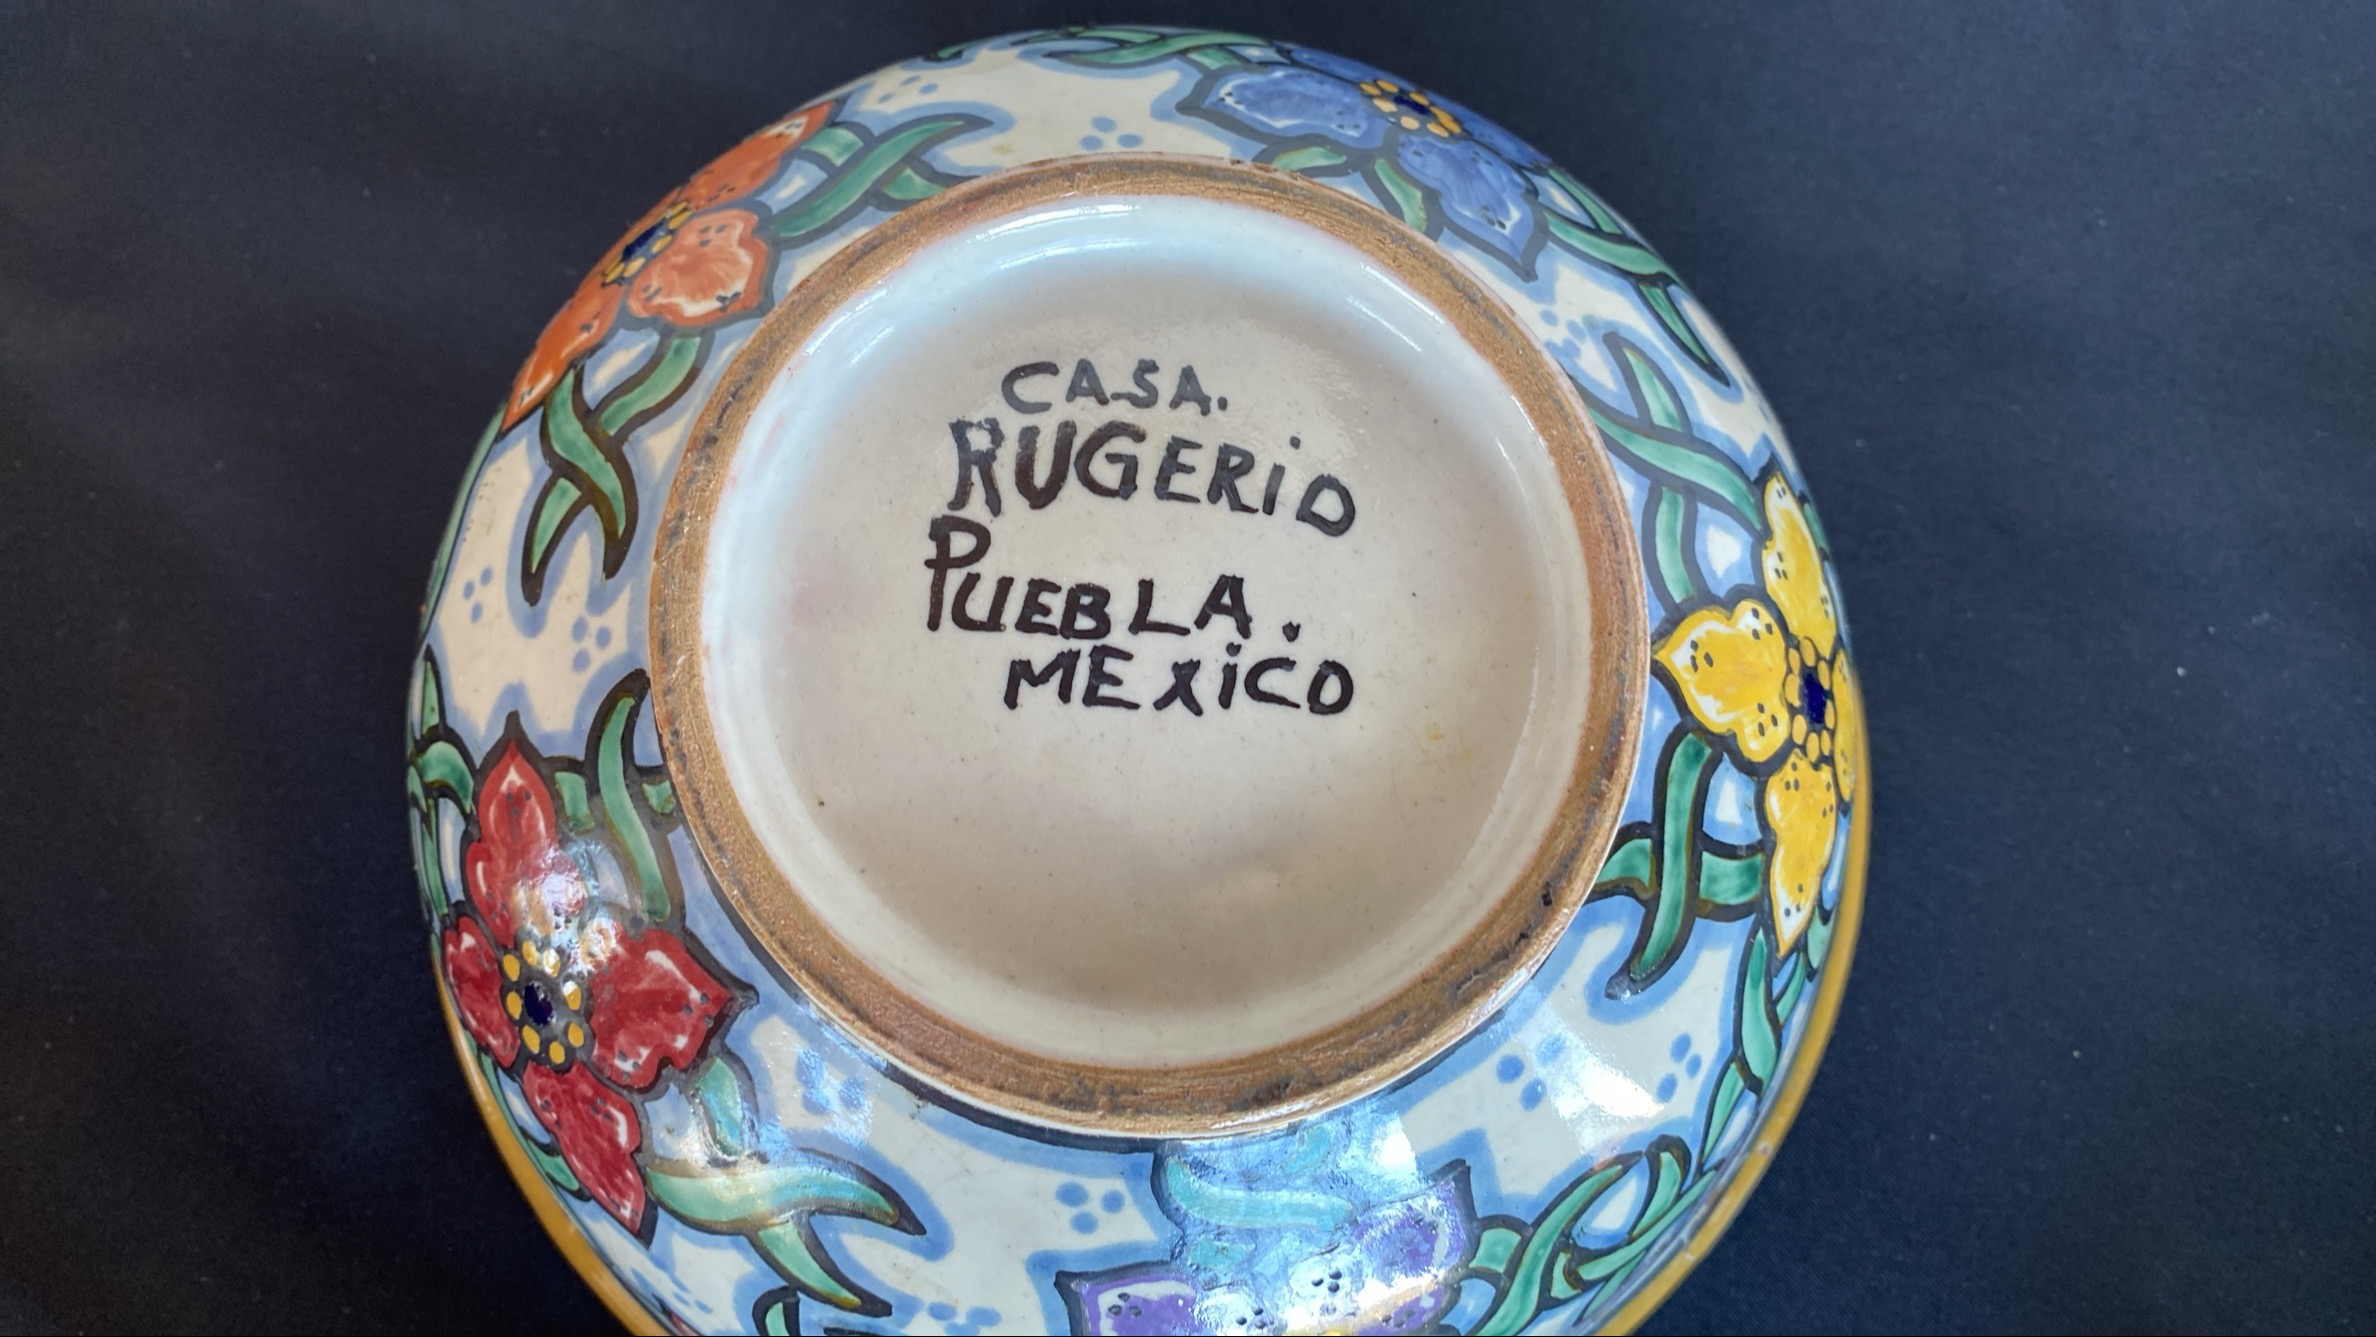 CASA.
RUGERiO
PUEBLA.
MEXiCO